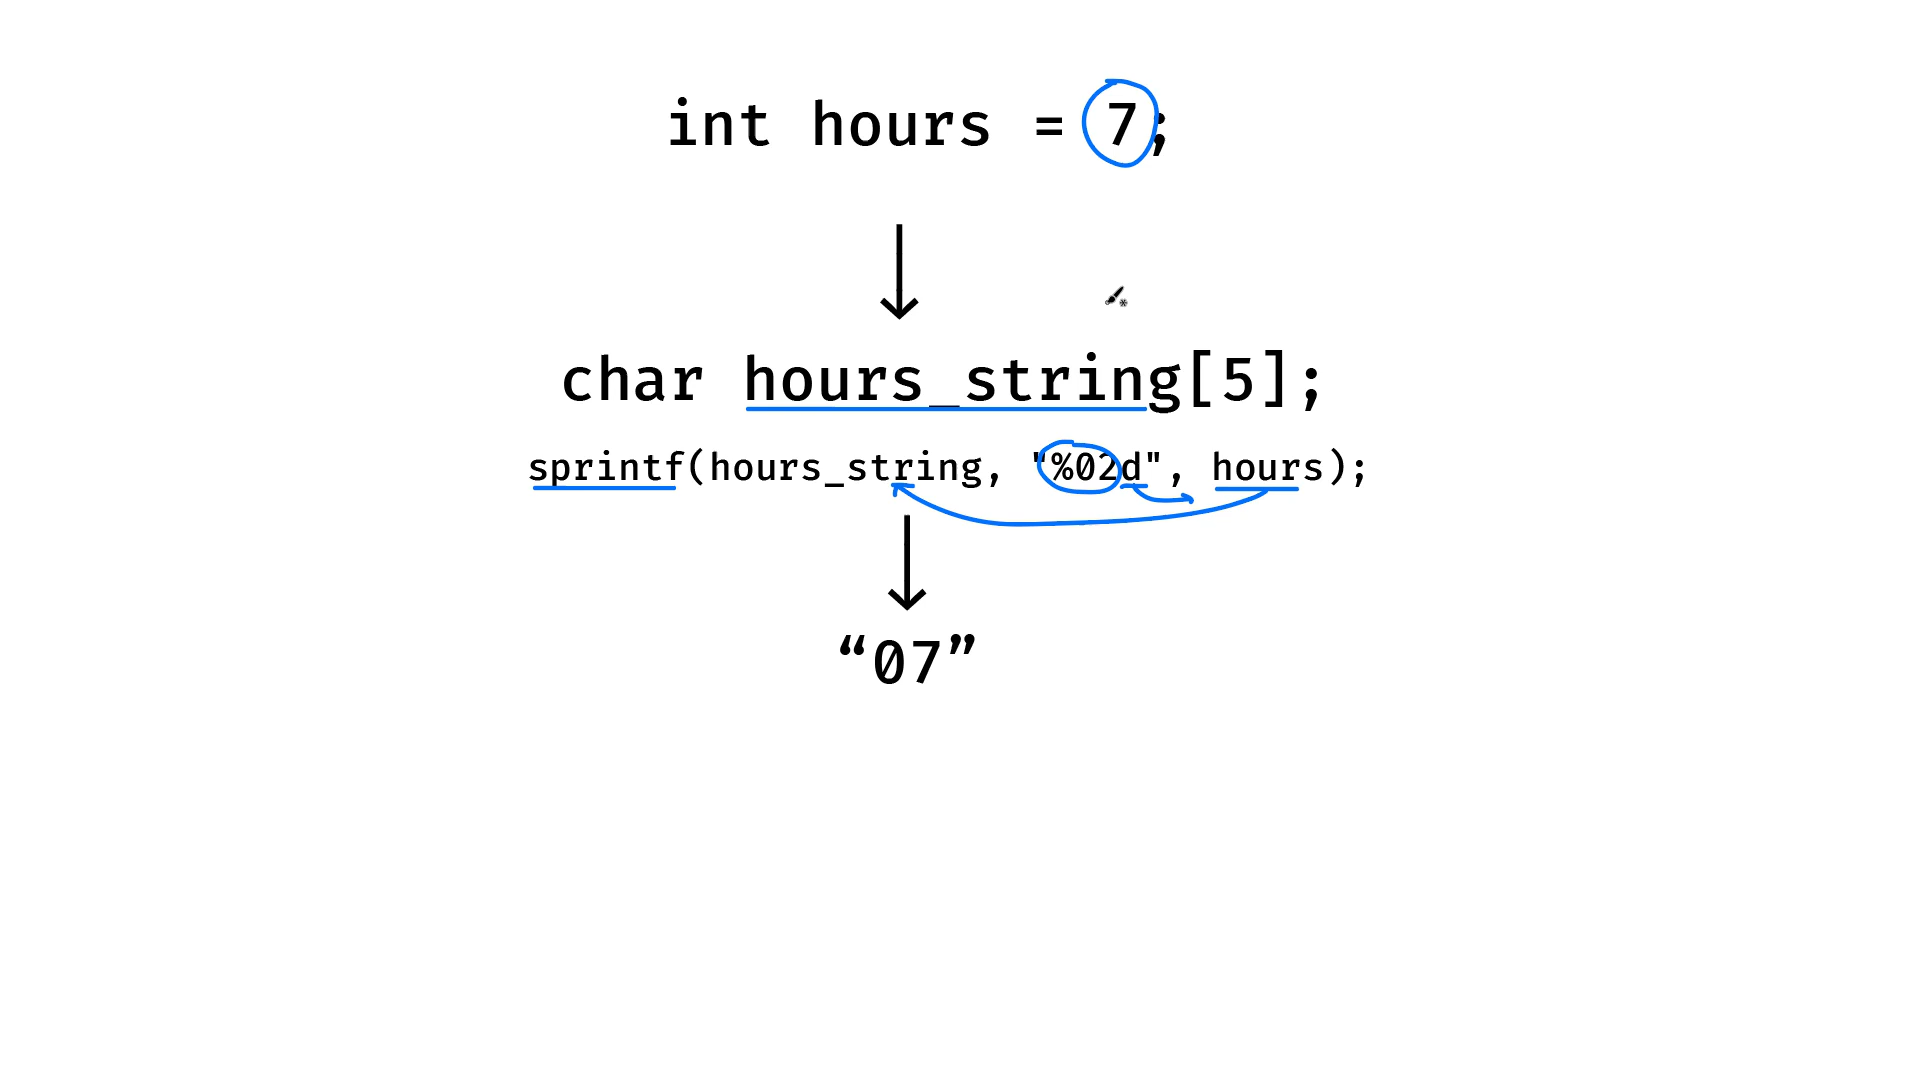 int hours = 7;
char hours_string[5];
sprintf(hours_string, "%02d", hours);
“07”